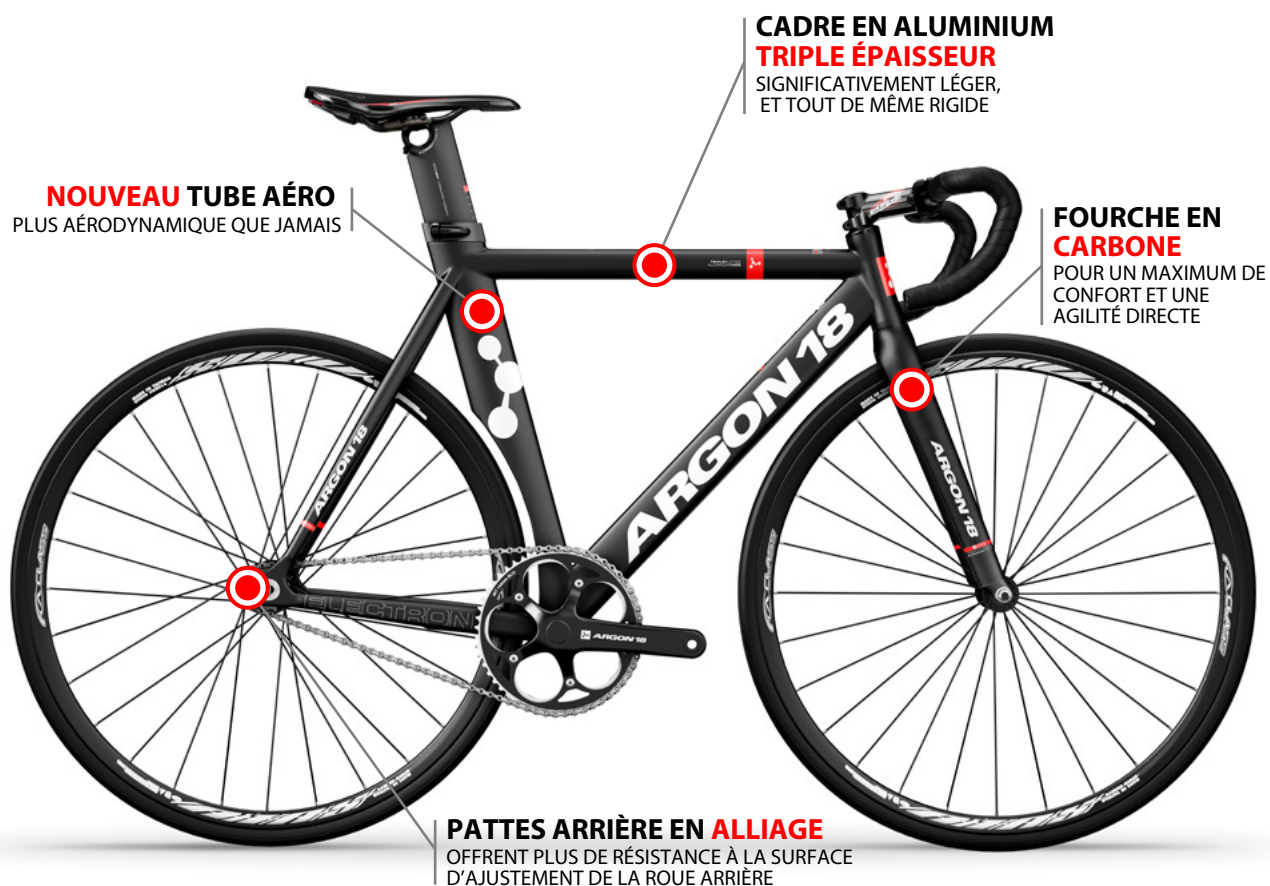 CADRE EN ALUMINIUM
TRIPLE ÉPAISSEUR
SIGNIFICATIVEMENT LÉGER,
ET TOUT DE MÊME RIGIDE
NOUVEAU TUBE AÉRO
PLUS AÉRODYNAMIQUE QUE JAMAIS
FOURCHE EN
CARBONE
POUR UN MAXIMUM DE
CONFORT ET UNE
AGILITÉ DIRECTE
ARGON 18
ARGON 18
ARGON 18
ELECTRON
ARGON 18
PATTES ARRIÈRE EN ALLIAGE
OFFRENT PLUS DE RÉSISTANCE À LA SURFACE
D'AJUSTEMENT DE LA ROUE ARRIÈRE